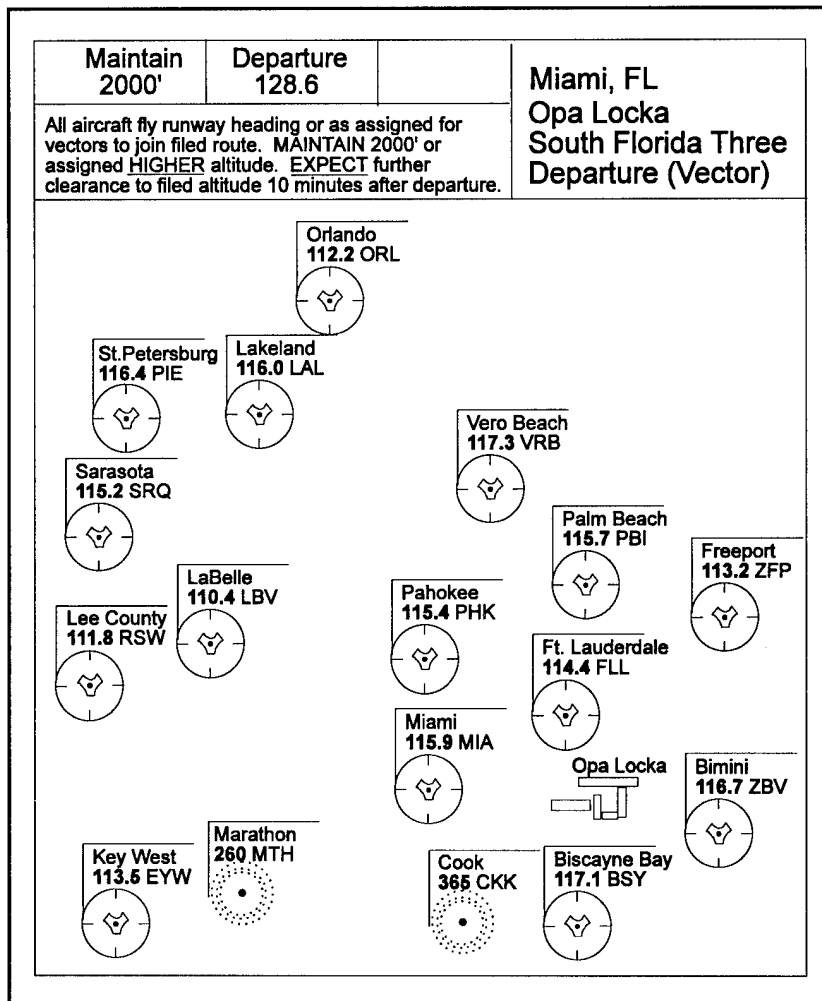 Maintain
2000'
Departure
128.6
Miami, FL
Opa Locka
South Florida Three
Departure (Vector)
All aircraft fly runway heading or as assigned for
vectors to join filed route. MAINTAIN 2000' or
assigned HIGHER altitude. EXPECT further
clearance to filed altitude 10 minutes after departure.
Orlando
112.2 ORL
St.Petersburg
116.4 PIE
Lakeland
116.0 LAL
Vero Beach
117.3 VRB
Sarasota
115.2 SRQ
Palm Beach
115.7 PBI
Freeport
113.2 ZFP
LaBelle
110.4 LBV
Pahokee
115.4 PHK
Lee County
111.8 RSW
Ft. Lauderdale
114.4 FLL
Miami
115.9 MIA
Opa Locka
Bimini
116.7 ZBV
Marathon
260 MTH
Key West
113.5 EYW
Cook
365 CKK
Biscayne Bay
117.1 BSY